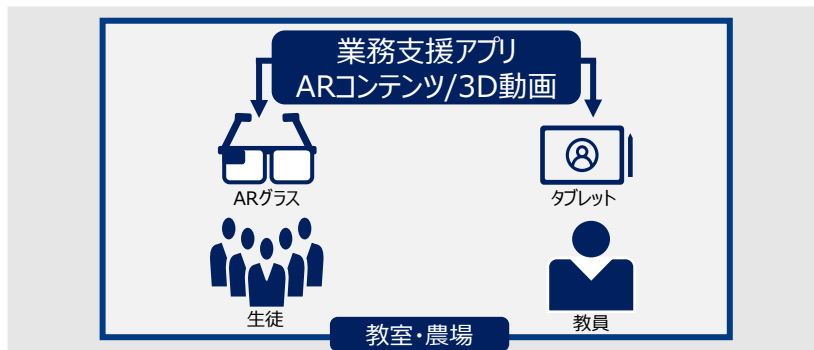 業務支援アプリ
ARコンテンツ/3D動画
ARグラス
タブレット
生徒
教員
教室・農場